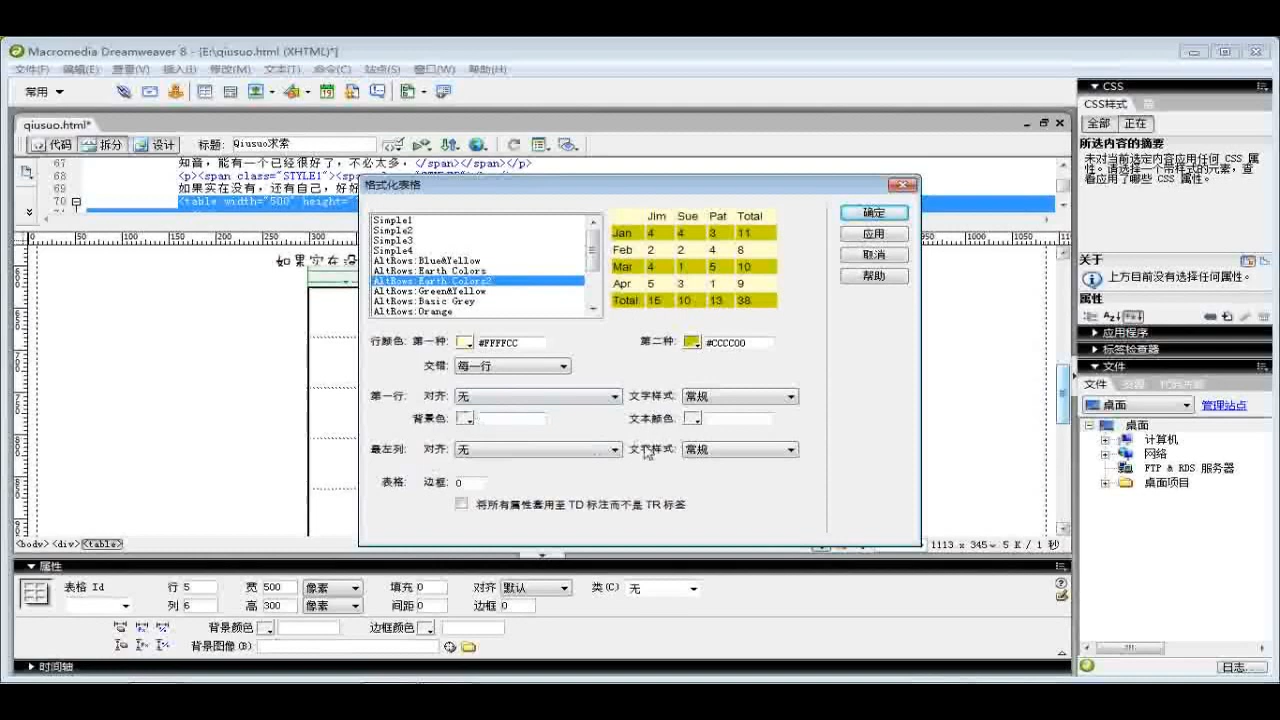 Macromedia Dreamweaver 8 - [E:\qiusuo.html (XHTML)*]
文件(F) 编辑(E) 查看(V) 插入(I) 修改(M) 文本(T) 命令(C) 站点(S) 窗口(W) 帮助(H)
常用
qiusuo.html*
代码 拆分 设计 标题: Qiusuo求索
67 知音，能有一个已经很好了，不必太多，</span></span></p>
68 <p><span class="STYLE1"><span
69 如果实在没有，还有自己，好好
70 <table width="500" height="
0 50 100 150 200 250 300
950 1000 1050
如果实在
格式化表格
Simple1
Simple2
Simple3
Simple4
AltRows:Blue&Yellow
AltRows:Earth Colors
AltRows:Earth Colors2
AltRows:Green&Yellow
AltRows:Basic Grey
AltRows:Orange
Jim Sue Pat Total
Jan 4 4 3 11
Feb 2 2 4 8
Mar 4 1 5 10
Apr 5 3 1 9
Total 15 10 13 38
确定
应用
取消
帮助
行颜色: 第一种: #FFFFCC 第二种: #CCCC00
交错: 每一行
第一行: 对齐: 无 文字样式: 常规
背景色: 文本颜色:
最左列: 对齐: 无 文字样式: 常规
表格: 边框: 0
将所有属性套用至 TD 标注而不是 TR 标签
<body> <div> <table>
1113 x 345 5 K / 1 秒
属性
表格 Id 行 5 宽 500 像素 填充 0 对齐 默认 类(C) 无
列 6 高 300 像素 间距 0 边框 0
背景颜色 边框颜色
背景图像(B)
时间轴
CSS
CSS样式
全部 正在
所选内容的摘要
未对当前选定内容应用任何 CSS 属性。请选择一个带样式的元素，查看应用了哪些 CSS 属性。
关于
上方目前没有选择任何属性。
属性
应用程序
标签检查器
文件
文件 资源
桌面 管理站点
桌面
计算机
网络
FTP & RDS 服务器
桌面项目
日志...